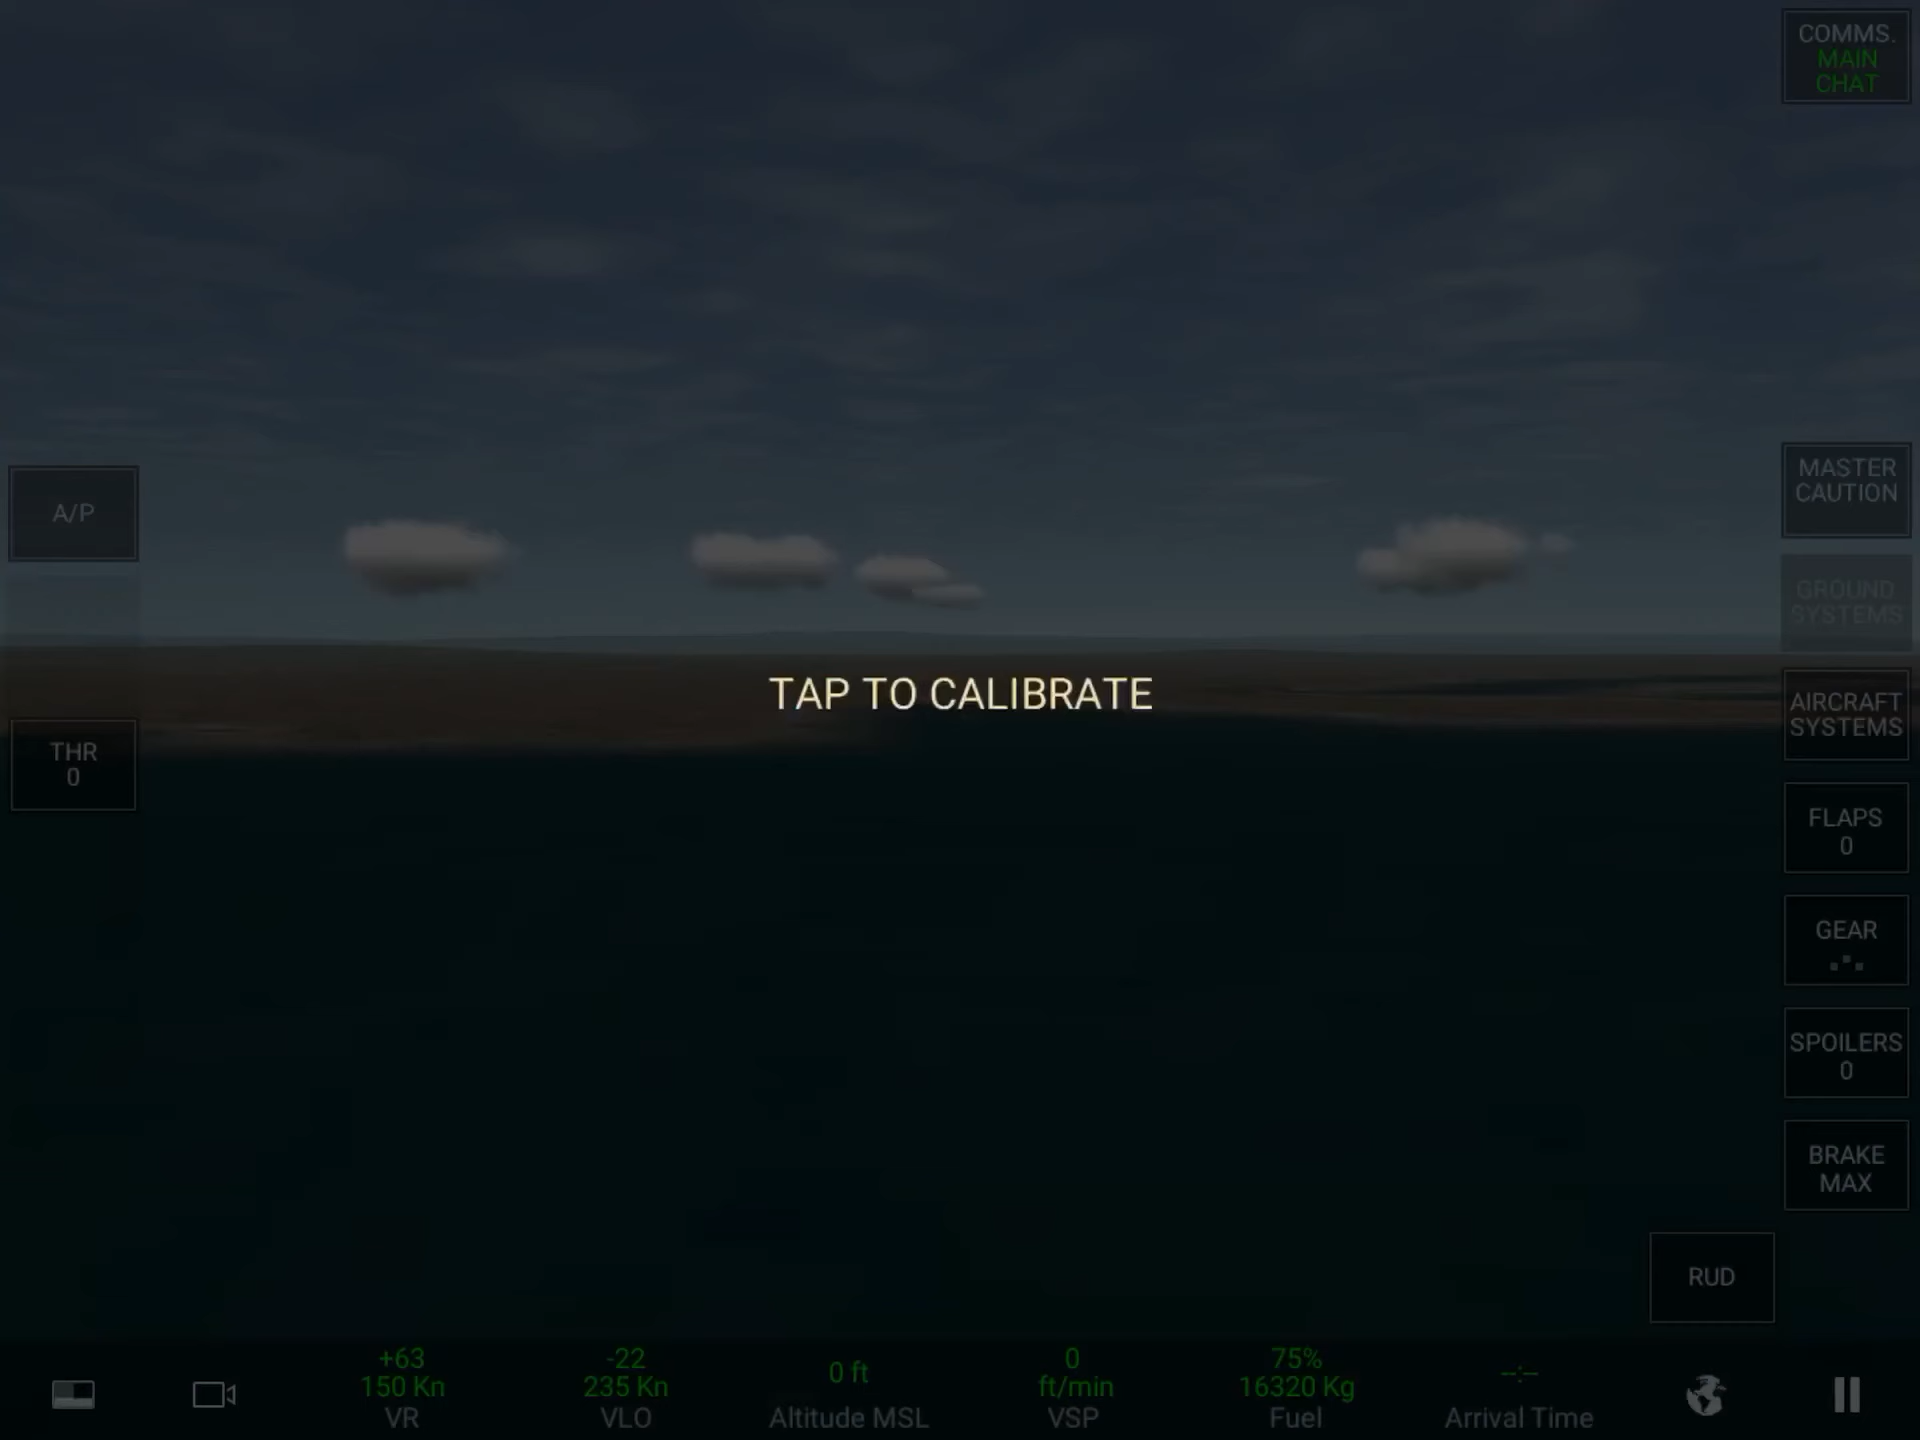 COMMS.
MAIN
CHAT
A/P
MASTER
CAUTION
GROUND
SYSTEMS
TAP TO CALIBRATE
AIRCRAFT
SYSTEMS
THR
0
FLAPS
0
GEAR
SPOILERS
0
BRAKE
MAX
RUD
+63
150 Kn
VR
-22
235 Kn
VLO
0 ft
Altitude MSL
0
ft/min
VSP
75%
16320 Kg
Fuel
--:--
Arrival Time